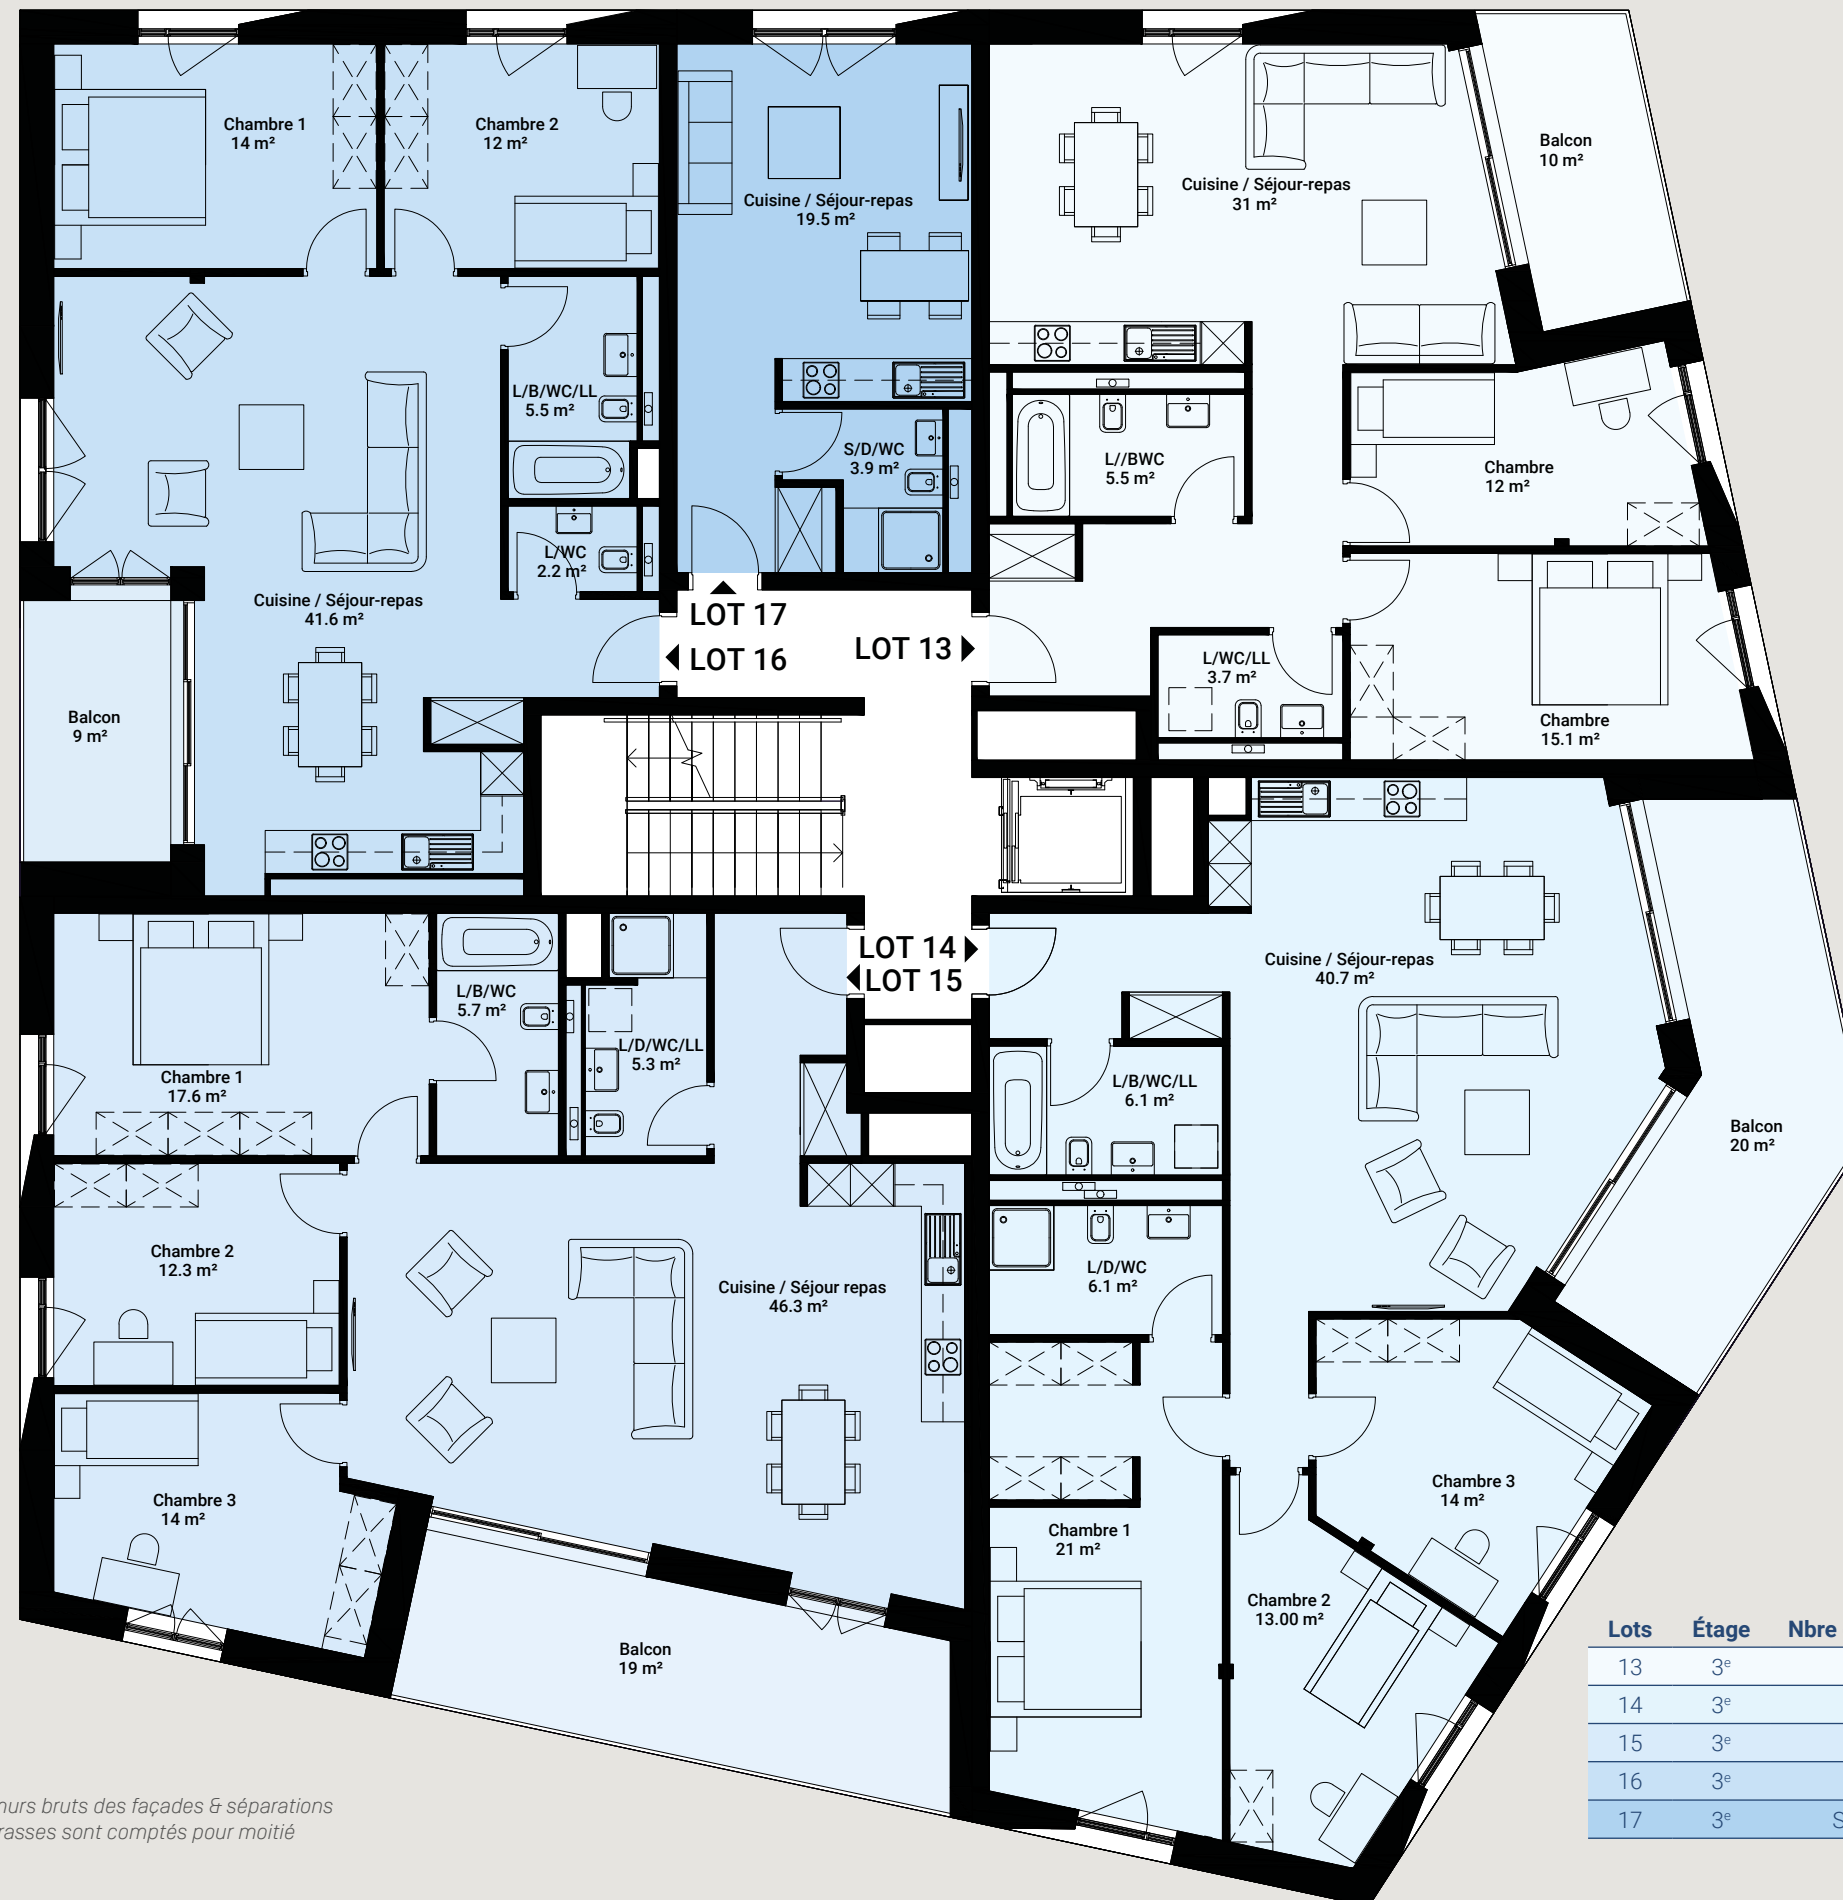 Chambre 1
14 m²
Chambre 2
12 m²
Cuisine / Séjour-repas
19.5 m²
Cuisine / Séjour-repas
31 m²
Balcon
10 m²
L/B/WC/LL
5.5 m²
S/D/WC
3.9 m²
L//BWC
5.5 m²
Chambre
12 m²
L/WC
2.2 m²
Cuisine / Séjour-repas
41.6 m²
LOT 17
LOT 16
LOT 13
L/WC/LL
3.7 m²
Balcon
9 m²
Chambre
15.1 m²
LOT 14
LOT 15
Cuisine / Séjour-repas
40.7 m²
L/B/WC
5.7 m²
L/D/WC/LL
5.3 m²
Chambre 1
17.6 m²
L/B/WC/LL
6.1 m²
Balcon
20 m²
Chambre 2
12.3 m²
Cuisine / Séjour repas
46.3 m²
L/D/WC
6.1 m²
Chambre 3
14 m²
Chambre 3
14 m²
Chambre 1
21 m²
Chambre 2
13.00 m²
Balcon
19 m²
Lots Étage Nbre
13 3e
14 3e
15 3e
16 3e
17 3e S
murs bruts des façades & séparations
rasses sont comptés pour moitié